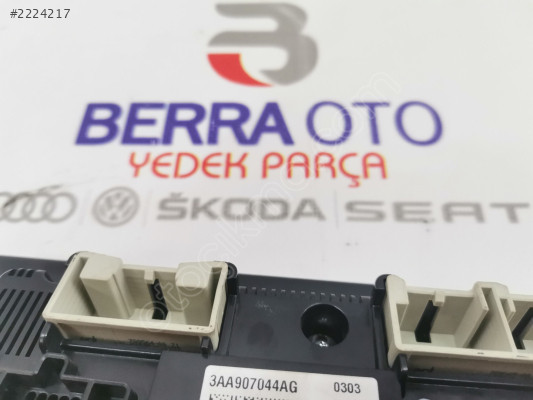 #2224217
BERRA OTO
YEDEK PARÇA
ŠKODA SEAT
3AA907044AG 0303